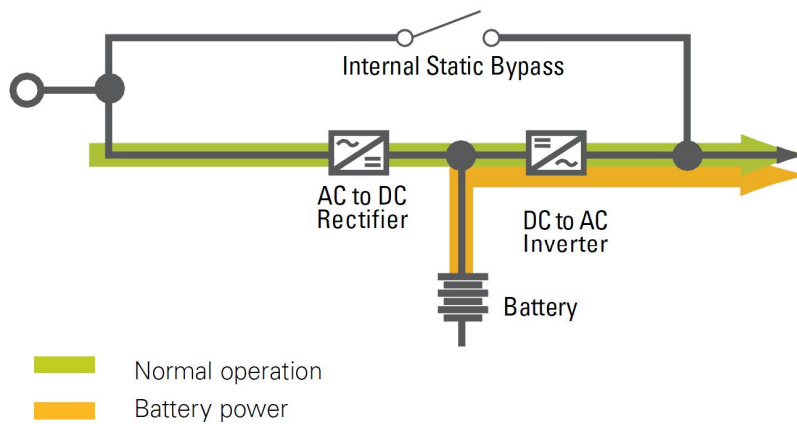 Internal Static Bypass
AC to DC
Rectifier
DC to AC
Inverter
Battery
Normal operation
Battery power